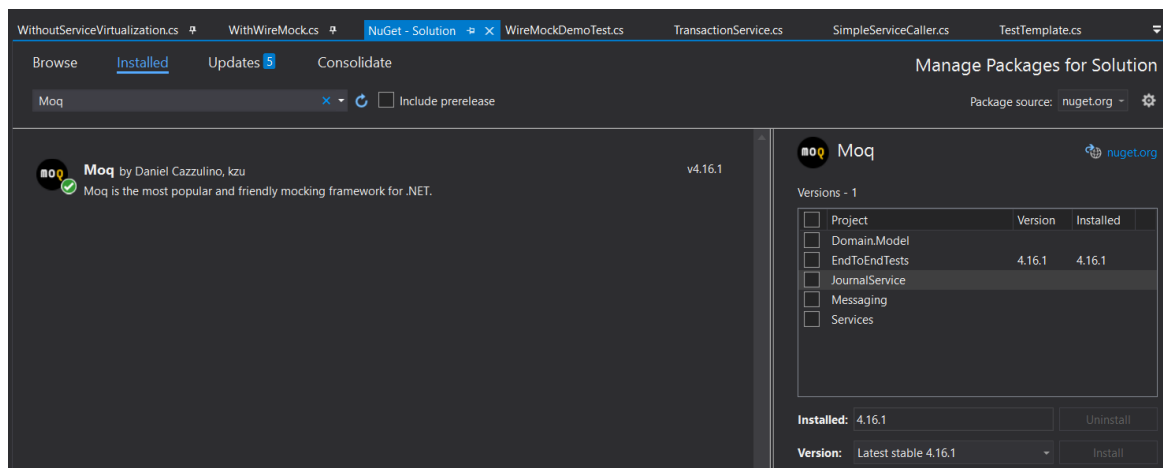 WithoutServiceVirtualization.cs WithWireMock.cs NuGet - Solution WireMockDemoTest.cs TransactionService.cs SimpleServiceCaller.cs TestTemplate.cs
Browse Installed Updates 5 Consolidate
Manage Packages for Solution
Moq
Include prerelease
Package source: nuget.org
moq
Moq by Daniel Cazzulino, kzu
v4.16.1
Moq is the most popular and friendly mocking framework for .NET.
moq
Moq
nuget.org
Versions - 1
Project Version Installed
Domain.Model
EndToEndTests 4.16.1 4.16.1
JournalService
Messaging
Services
Installed: 4.16.1 Uninstall
Version: Latest stable 4.16.1 Install